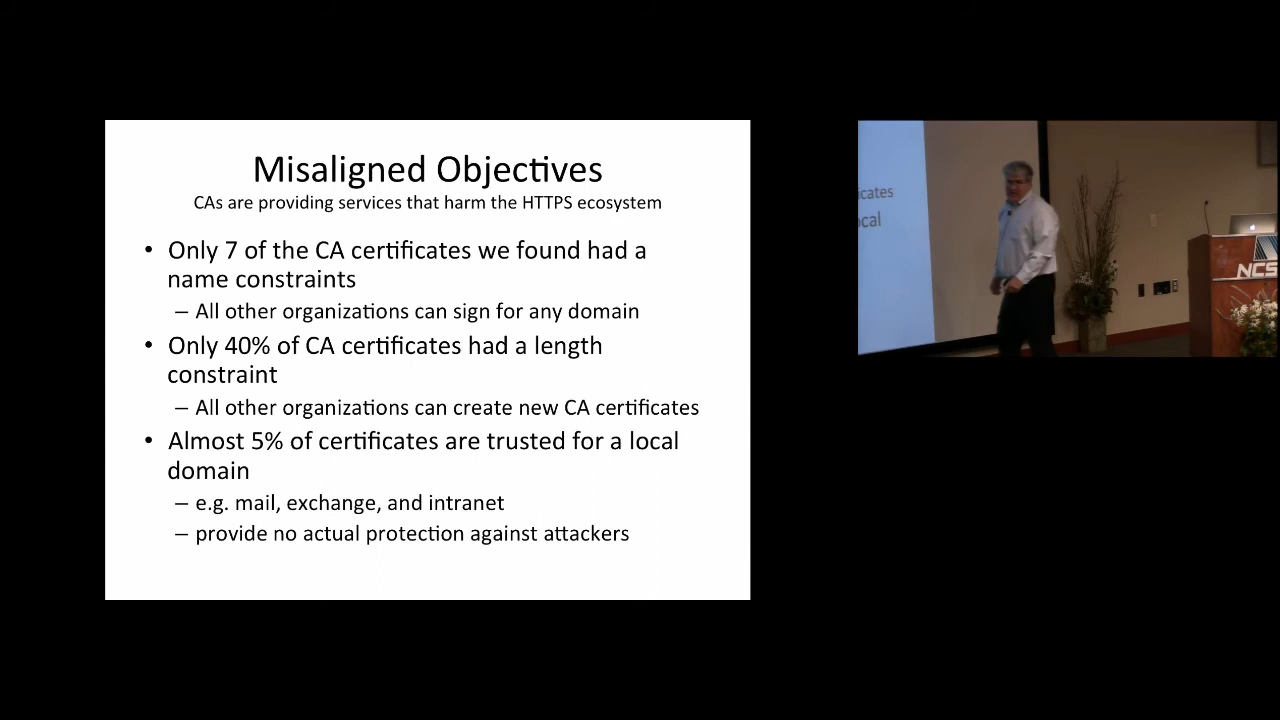 Misaligned Objectives
CAs are providing services that harm the HTTPS ecosystem
• Only 7 of the CA certificates we found had a
name constraints
– All other organizations can sign for any domain
• Only 40% of CA certificates had a length
constraint
– All other organizations can create new CA certificates
• Almost 5% of certificates are trusted for a local
domain
– e.g. mail, exchange, and intranet
– provide no actual protection against attackers
icates
ocal
NCS